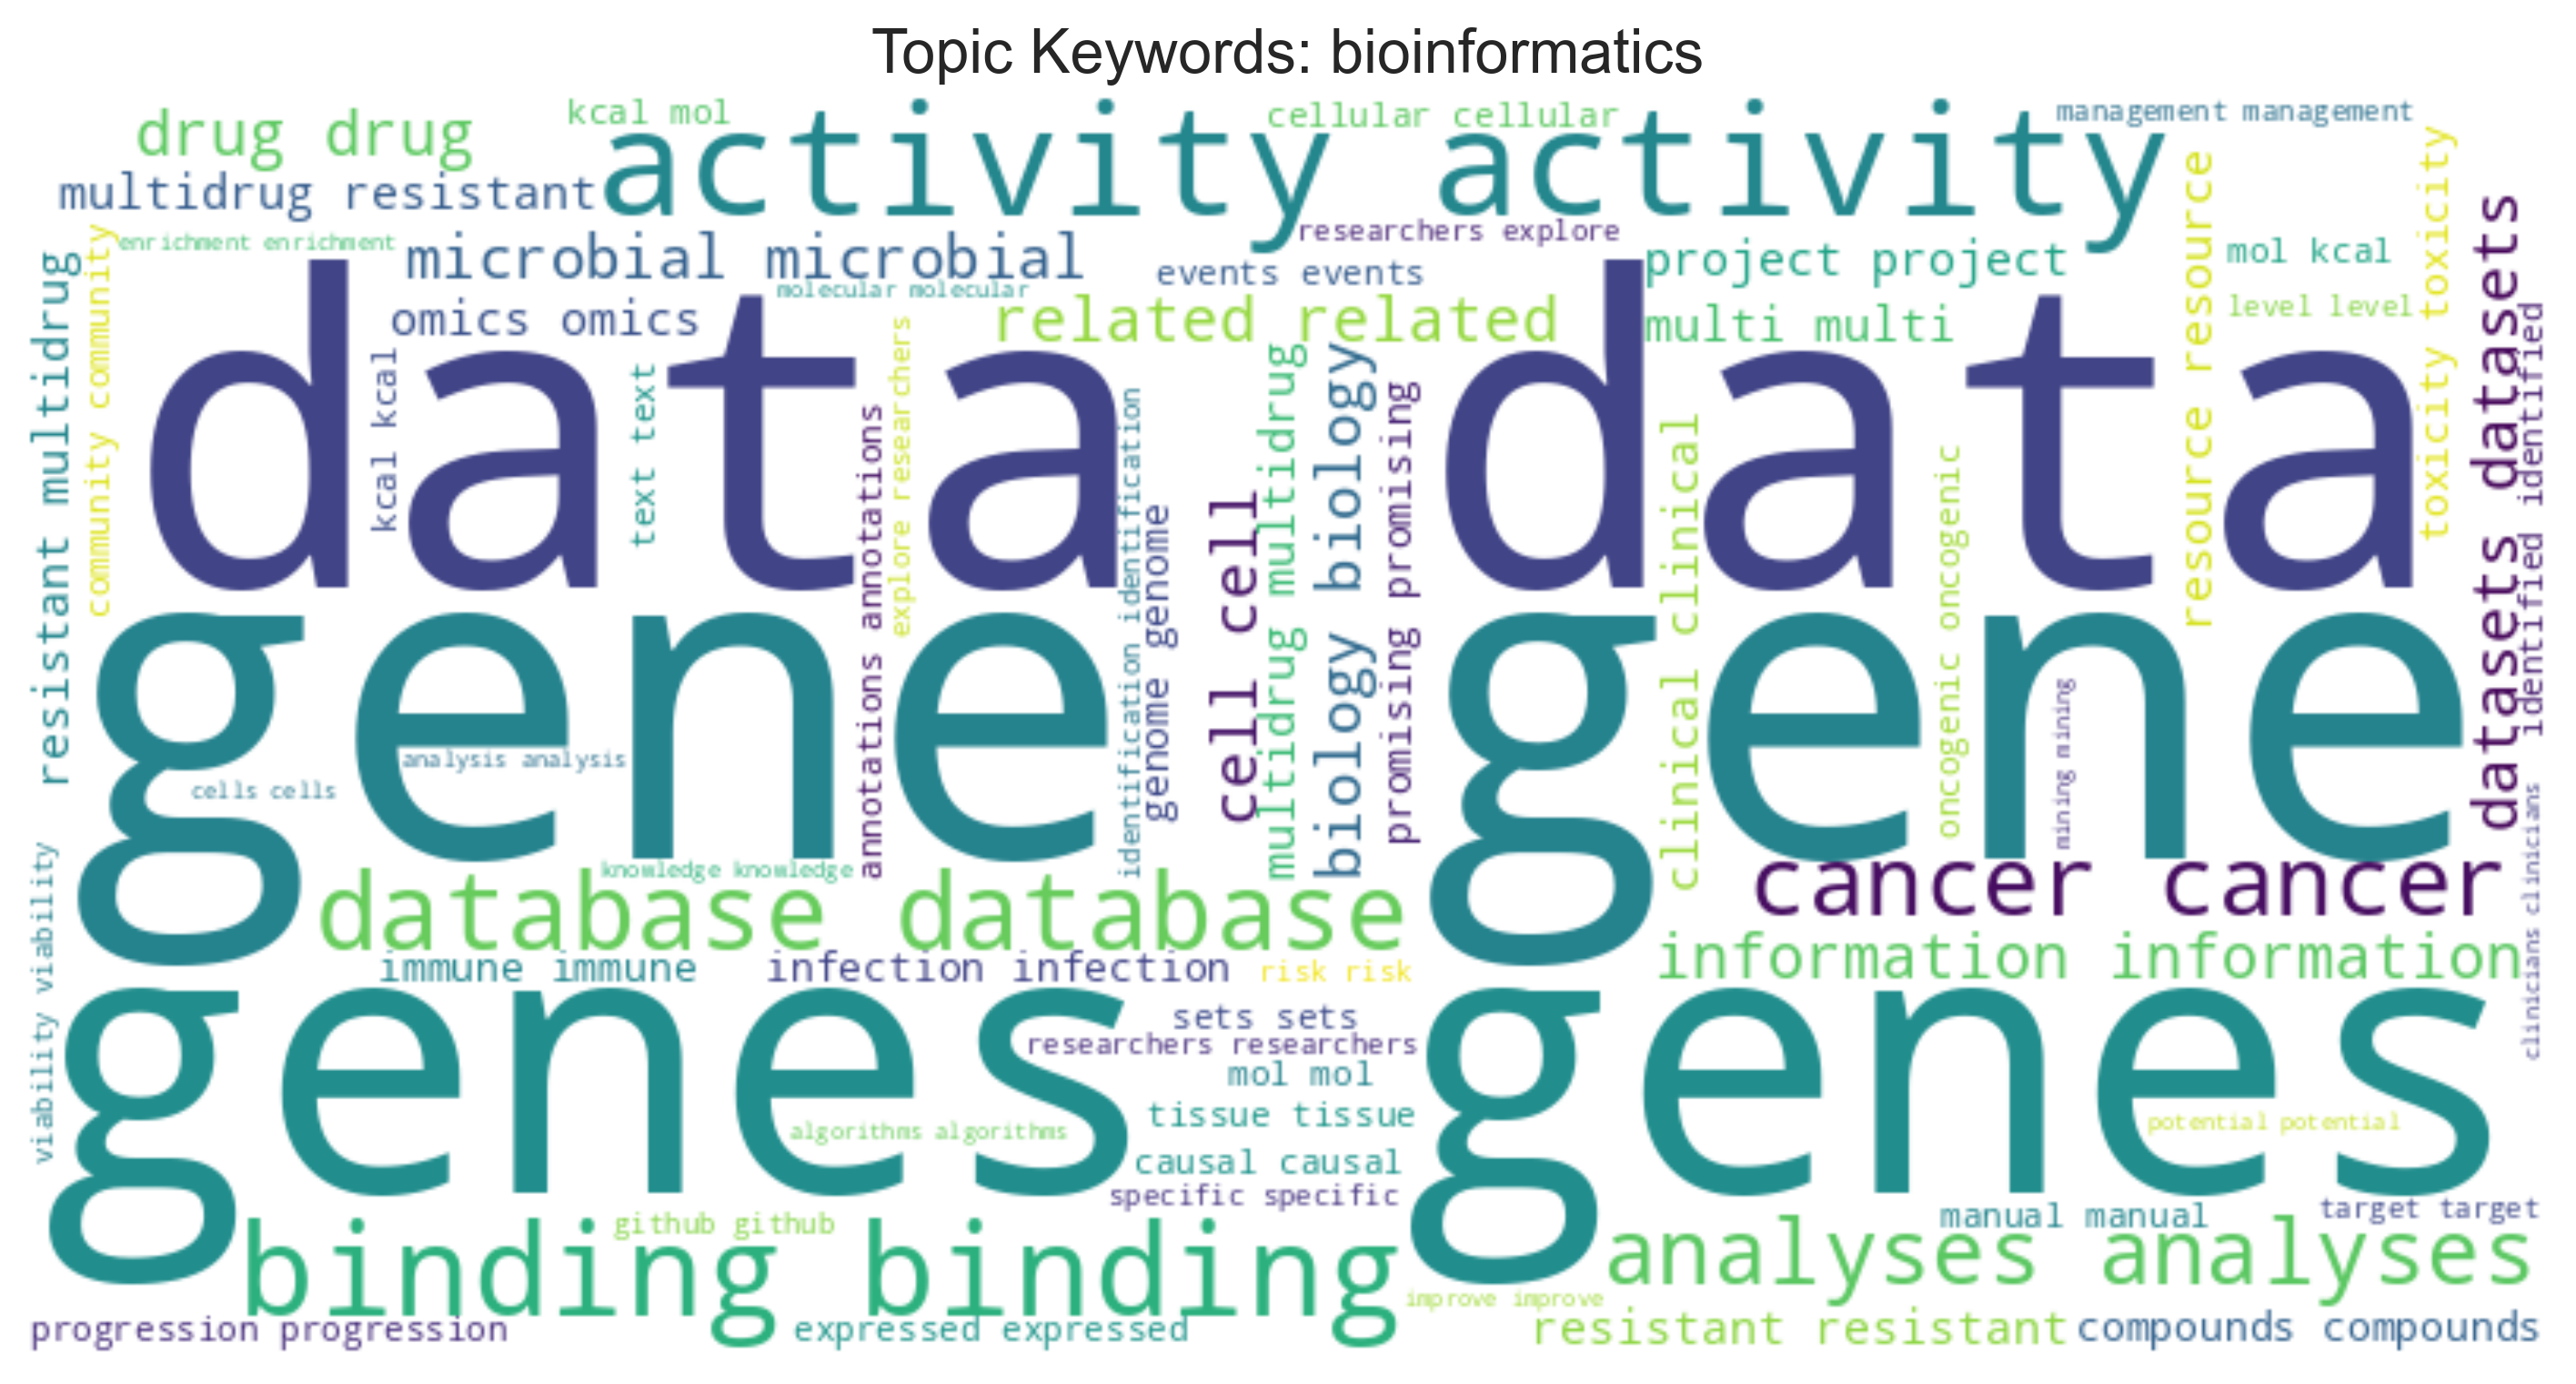 Topic Keywords: bioinformatics
drug drug
kcal mol
activity activity
cellular cellular
management management
multidrug resistant
researchers explore
enrichment enrichment
microbial microbial
molecular molecular
events events
project project
mol kcal
omics omics
related related
multi multi
level level
resistant multidrug
community community
data data
kcal kcal
text text
explore researchers
annotations annotations
identification identification
genome genome
cell cell
multidrug multidrug
biology biology
promising promising
clinical clinical
oncogenic oncogenic
resource resource
toxicity toxicity
datasets datasets
identified identified
gene gene
analysis analysis
cells cells
mining mining
knowledge knowledge
database database
cancer cancer
clinicians clinicians
viability viability
immune immune
infection infection
risk risk
information information
genes genes
sets sets
researchers researchers
mol mol
tissue tissue
algorithms algorithms
potential potential
causal causal
specific specific
github github
binding binding
manual manual
target target
analyses analyses
improve improve
progression progression
expressed expressed
resistant resistant
compounds compounds